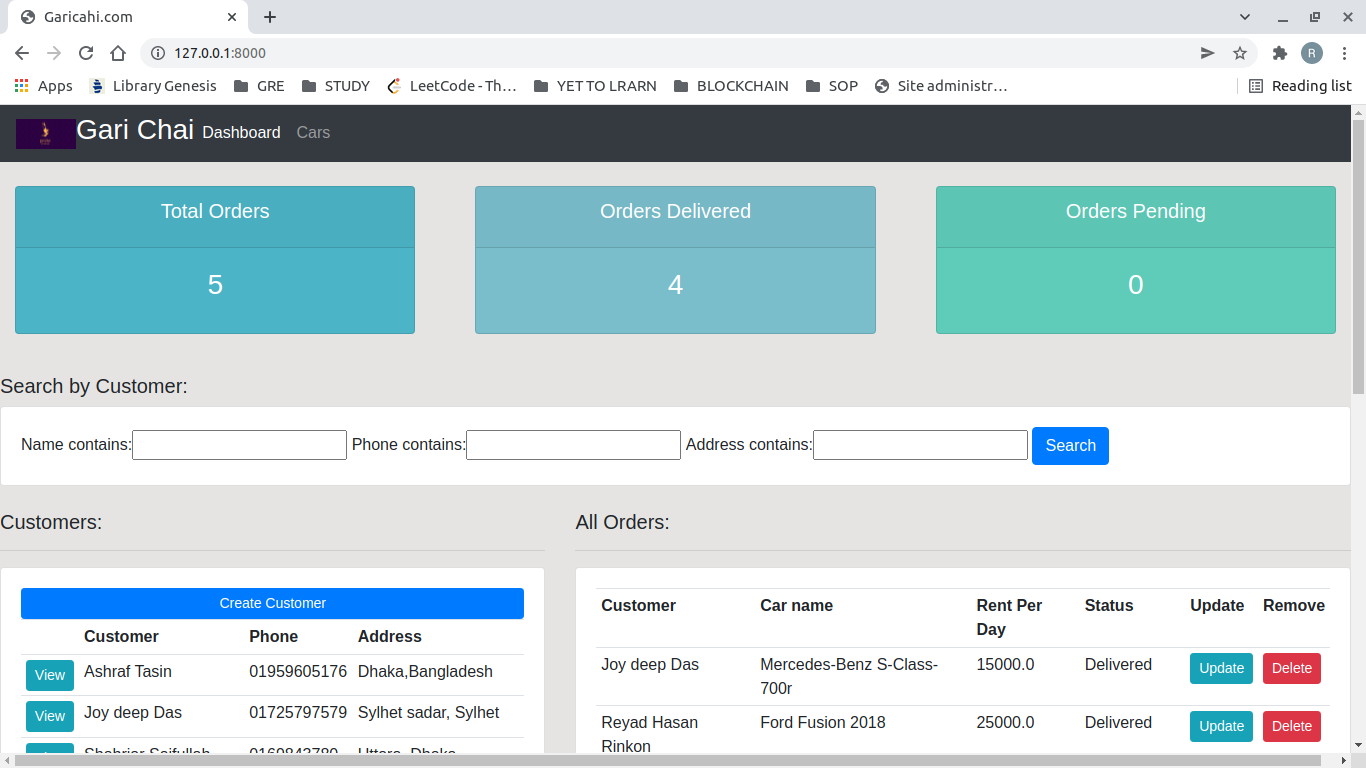 Garicahi.com
127.0.0.1:8000
R
Apps Library Genesis GRE STUDY LeetCode - Th… YET TO LRARN BLOCKCHAIN SOP Site administr… Reading list
Gari Chai Dashboard Cars
Total Orders Orders Delivered Orders Pending
5 4 0
Search by Customer:
Name contains: Phone contains: Address contains: Search
Customers: All Orders:
Create Customer
Customer Phone Address
View Ashraf Tasin 01959605176 Dhaka,Bangladesh
View Joy deep Das 01725797579 Sylhet sadar, Sylhet
Customer Car name Rent Per Status Update Remove
Day
Joy deep Das Mercedes-Benz S-Class- 15000.0 Delivered Update Delete
700r
Reyad Hasan Ford Fusion 2018 25000.0 Delivered Update Delete
Rinkon